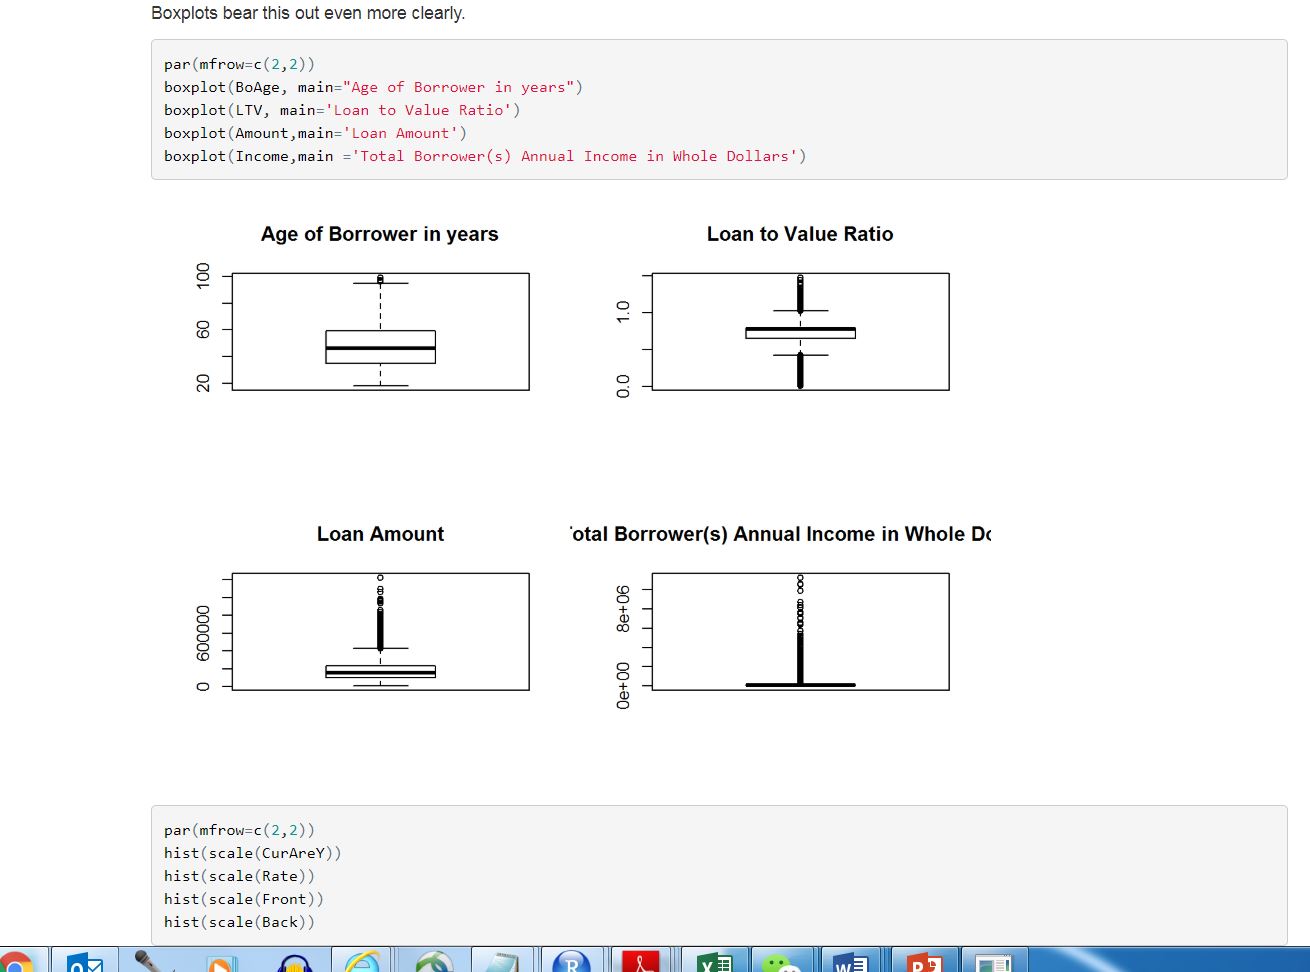 Boxplots bear this out even more clearly.
par(mfrow=c(2,2))
boxplot(BoAge, main="Age of Borrower in years")
boxplot(LTV, main='Loan to Value Ratio')
boxplot(Amount,main='Loan Amount')
boxplot(Income,main ='Total Borrower(s) Annual Income in Whole Dollars')
Age of Borrower in years
100
60
20
Loan to Value Ratio
1.0
0.0
Loan Amount
600000
0
otal Borrower(s) Annual Income in Whole Do
8e+06
0e+00
par(mfrow=c(2,2))
hist(scale(CurAreY))
hist(scale(Rate))
hist(scale(Front))
hist(scale(Back))